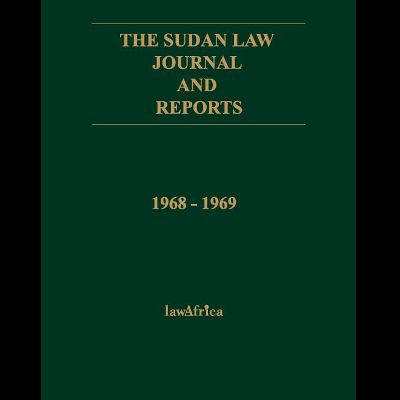 THE SUDAN LAW
JOURNAL
AND
REPORTS
1968 - 1969
lawAfrica